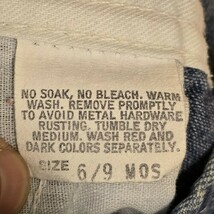 NO SOAK, NO BLEACH. WARM
WASH. REMOVE PROMPTLY
TO AVOID METAL HARDWARE
RUSTING. TUMBLE DRY
MEDIUM. WASH RED AND
DARK COLORS SEPARATELY.
SIZE 6/9 MOS.